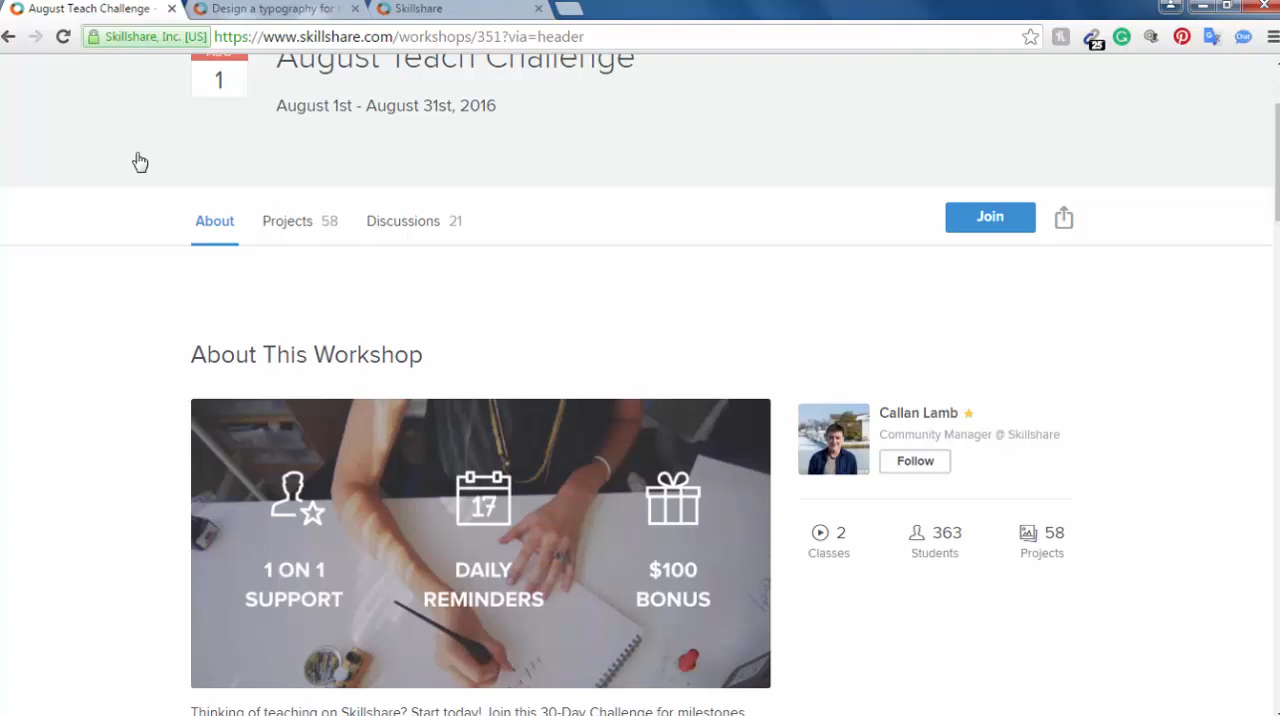 August Teach Challenge -
Design a typography for
Skillshare
Skillshare, Inc. [US]
https://www.skillshare.com/workshops/351?via=header
25
Chat
1
August Teach Challenge
August 1st - August 31st, 2016
About
Projects 58
Discussions 21
Join
About This Workshop
1 ON 1
SUPPORT
17
DAILY
REMINDERS
$100
BONUS
Callan Lamb
Community Manager @ Skillshare
Follow
2
Classes
363
Students
58
Projects
Thinking of teaching on Skillshare? Start today! Join this 30-Day Challenge for milestones,